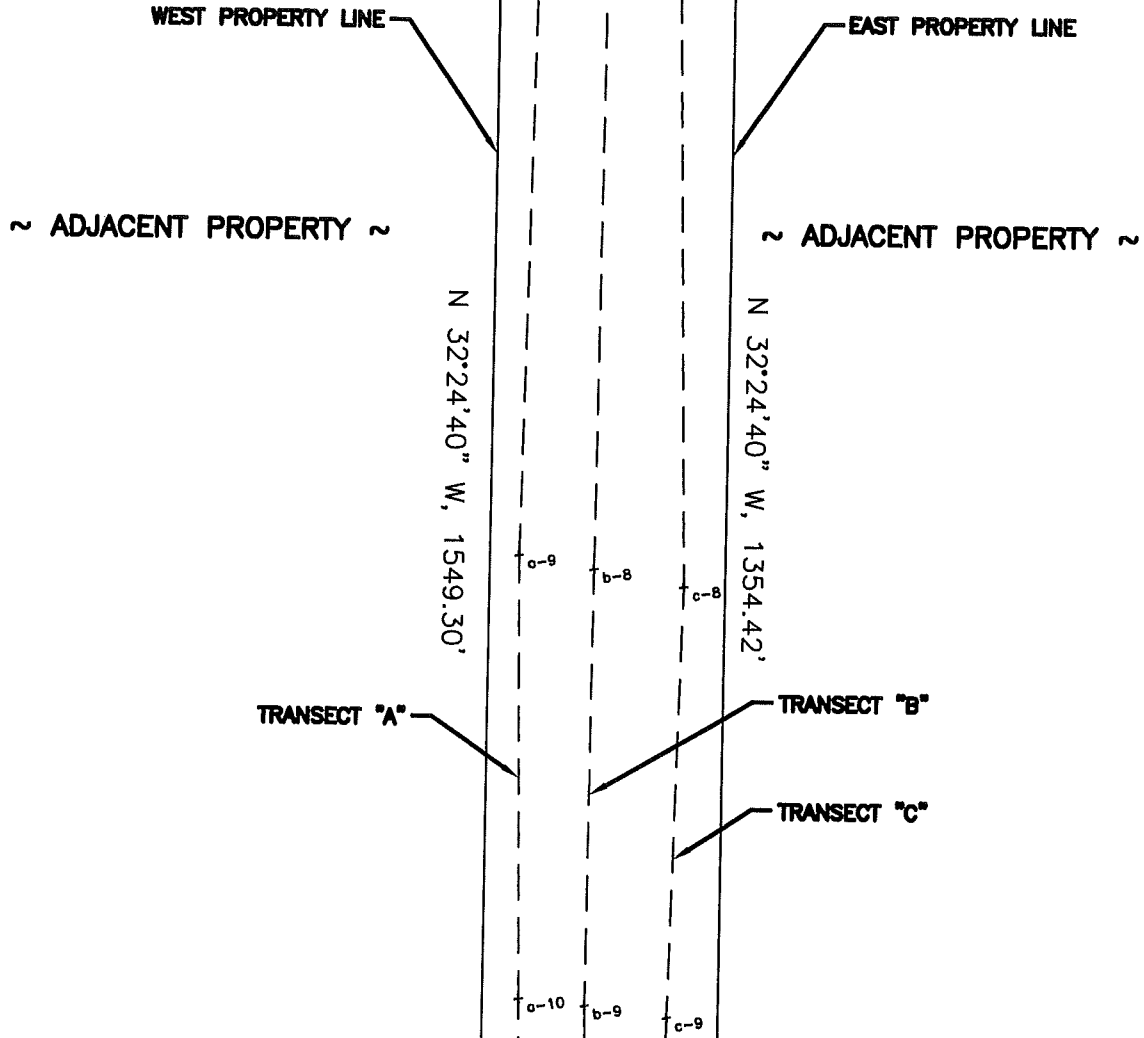 WEST PROPERTY LINE
EAST PROPERTY LINE
~ ADJACENT PROPERTY ~
~ ADJACENT PROPERTY ~
N 32°24'40" W, 1549.30'
N 32°24'40" W, 1354.42'
a-9
b-8
c-8
TRANSECT "A"
TRANSECT "B"
TRANSECT "C"
a-10
b-9
c-9